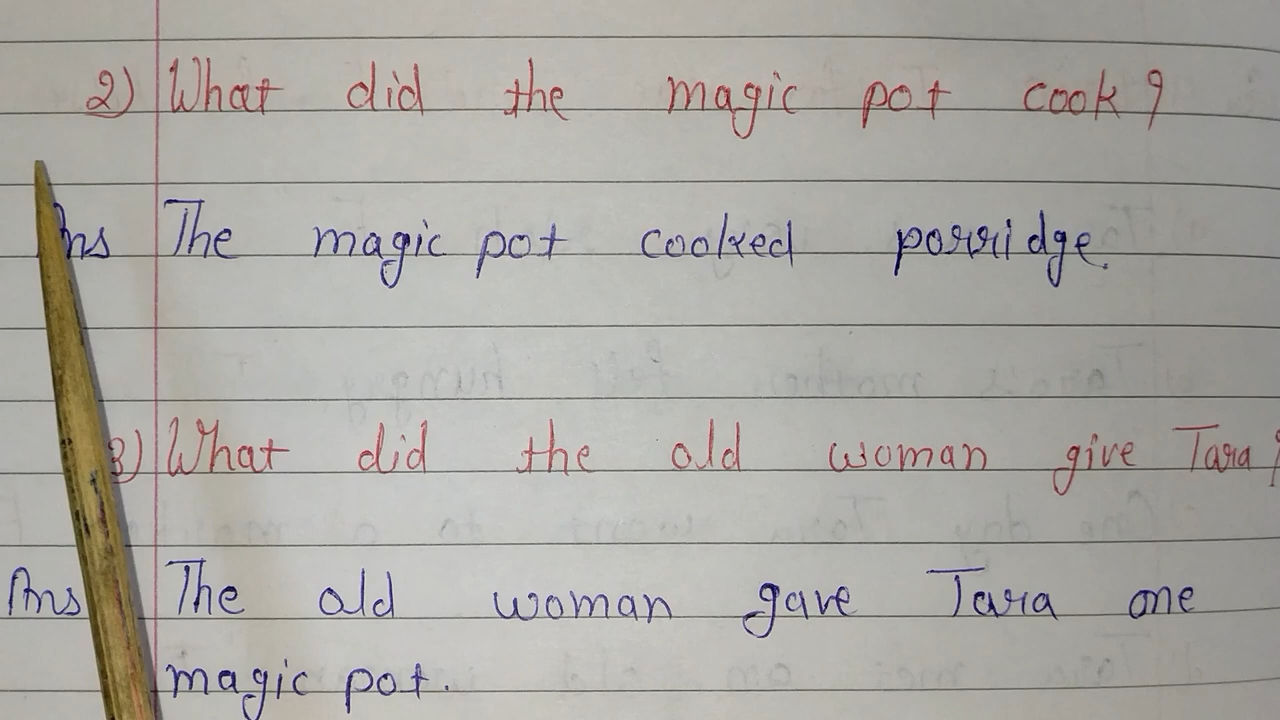 2) What did the magic pot cook?
Ans The magic pot cooked porridge.
3) What did the old woman give Tara?
Ans The old woman gave Tara one
magic pot.